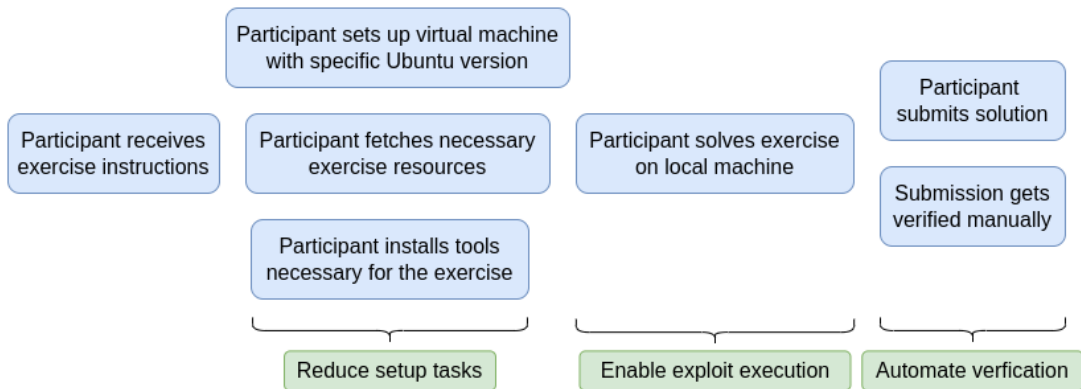 Participant receives
exercise instructions
Participant sets up virtual machine
with specific Ubuntu version
Participant fetches necessary
exercise resources
Participant installs tools
necessary for the exercise
Participant solves exercise
on local machine
Participant
submits solution
Submission gets
verified manually
Reduce setup tasks
Enable exploit execution
Automate verfication